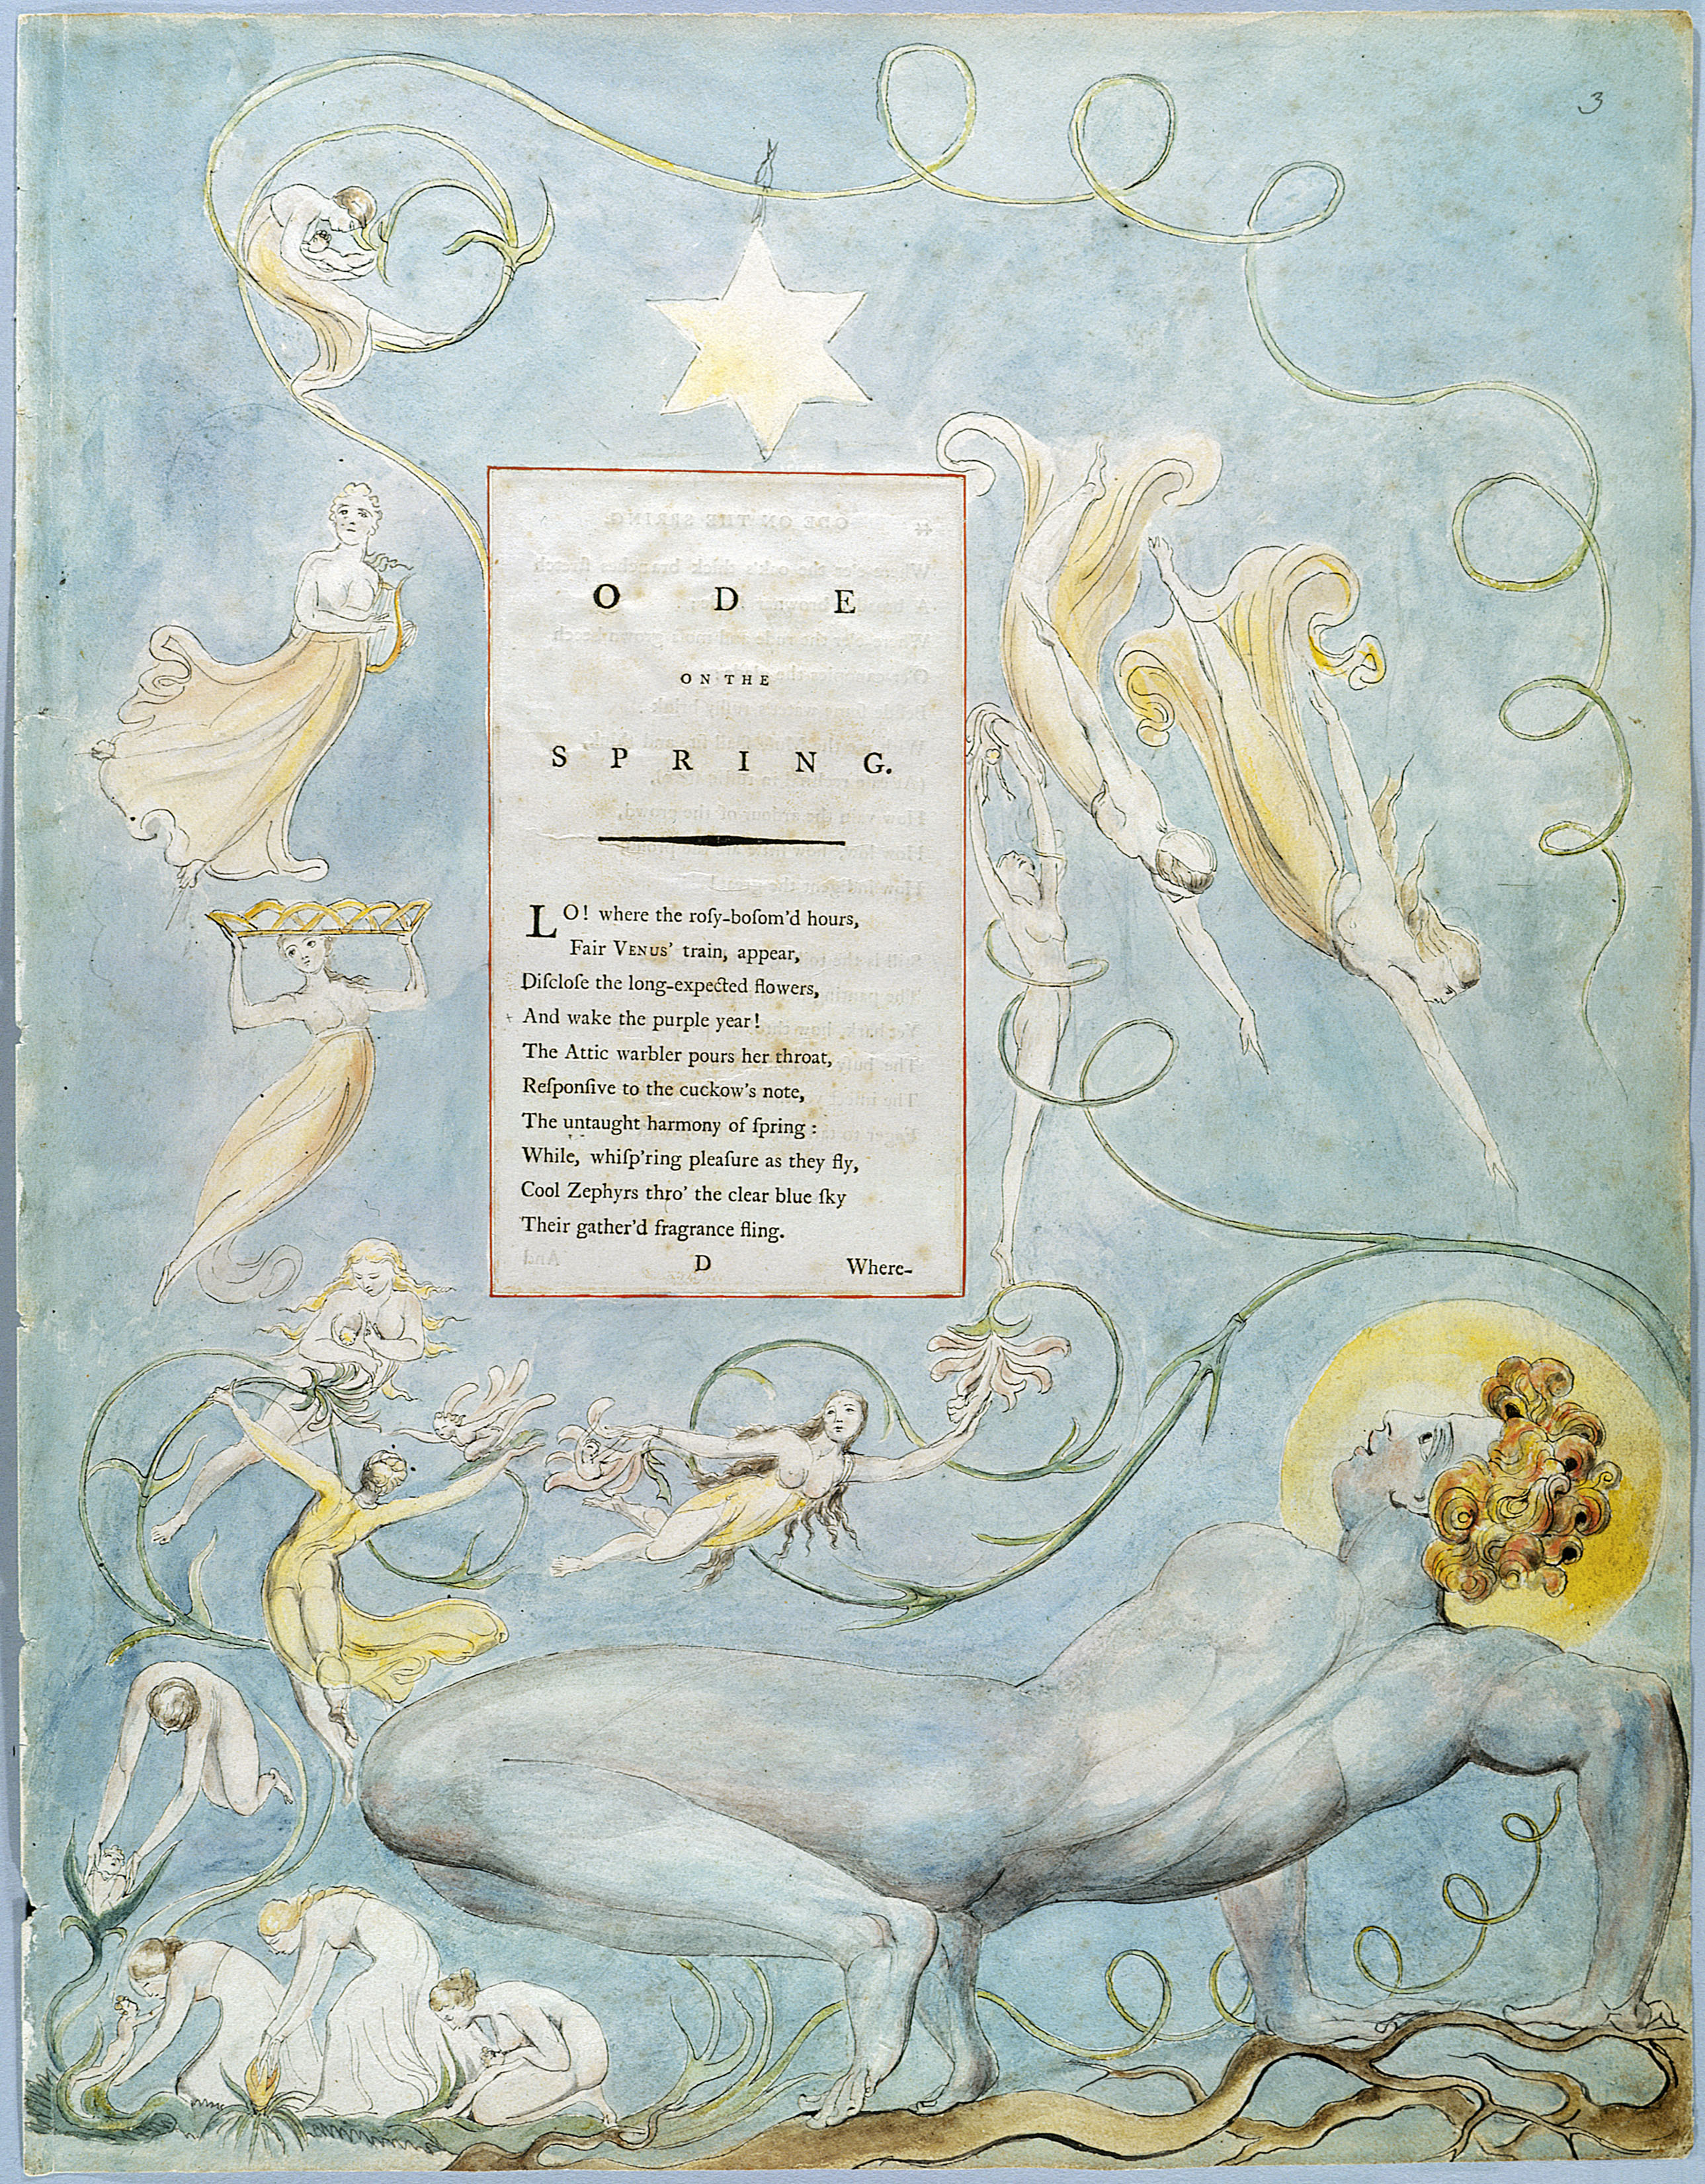 3
ODE
ON THE
SPRING.
LO! where the roſy-boſom'd hours,
Fair VENUS' train, appear,
Diſcloſe the long-expected flowers,
And wake the purple year!
The Attic warbler pours her throat,
Reſponſive to the cuckow's note,
The untaught harmony of ſpring:
While, whiſp'ring pleaſure as they fly,
Cool Zephyrs thro' the clear blue ſky
Their gather'd fragrance fling.
D Where-